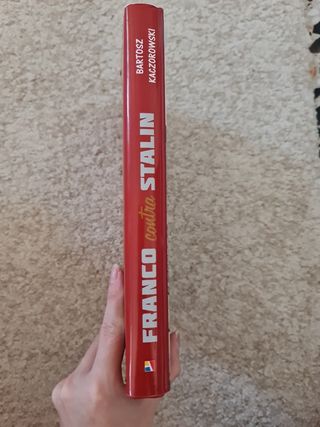 BARTOSZ
KACZOROWSKI
FRANCO contra STALIN